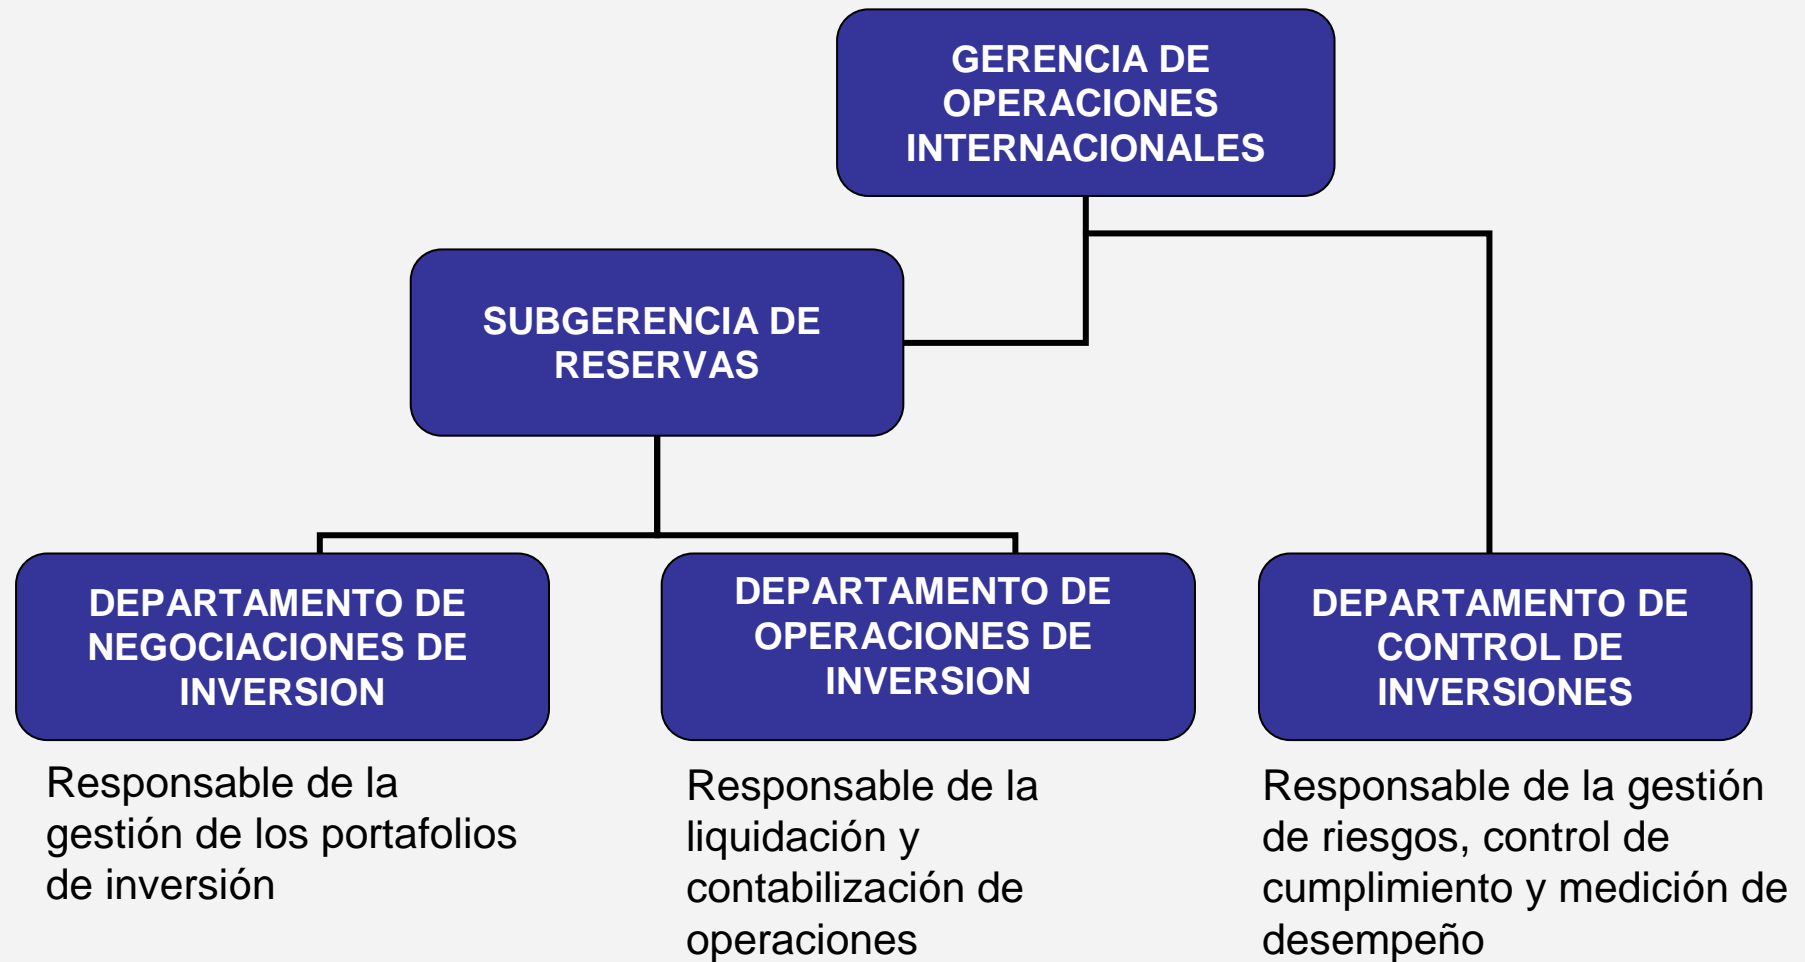 GERENCIA DE
OPERACIONES
INTERNACIONALES
SUBGERENCIA DE
RESERVAS
DEPARTAMENTO DE
NEGOCIACIONES DE
INVERSION
DEPARTAMENTO DE
OPERACIONES DE
INVERSION
DEPARTAMENTO DE
CONTROL DE
INVERSIONES
Responsable de la
gestión de los portafolios
de inversión
Responsable de la
liquidación y
contabilización de
operaciones
Responsable de la gestión
de riesgos, control de
cumplimiento y medición de
desempeño